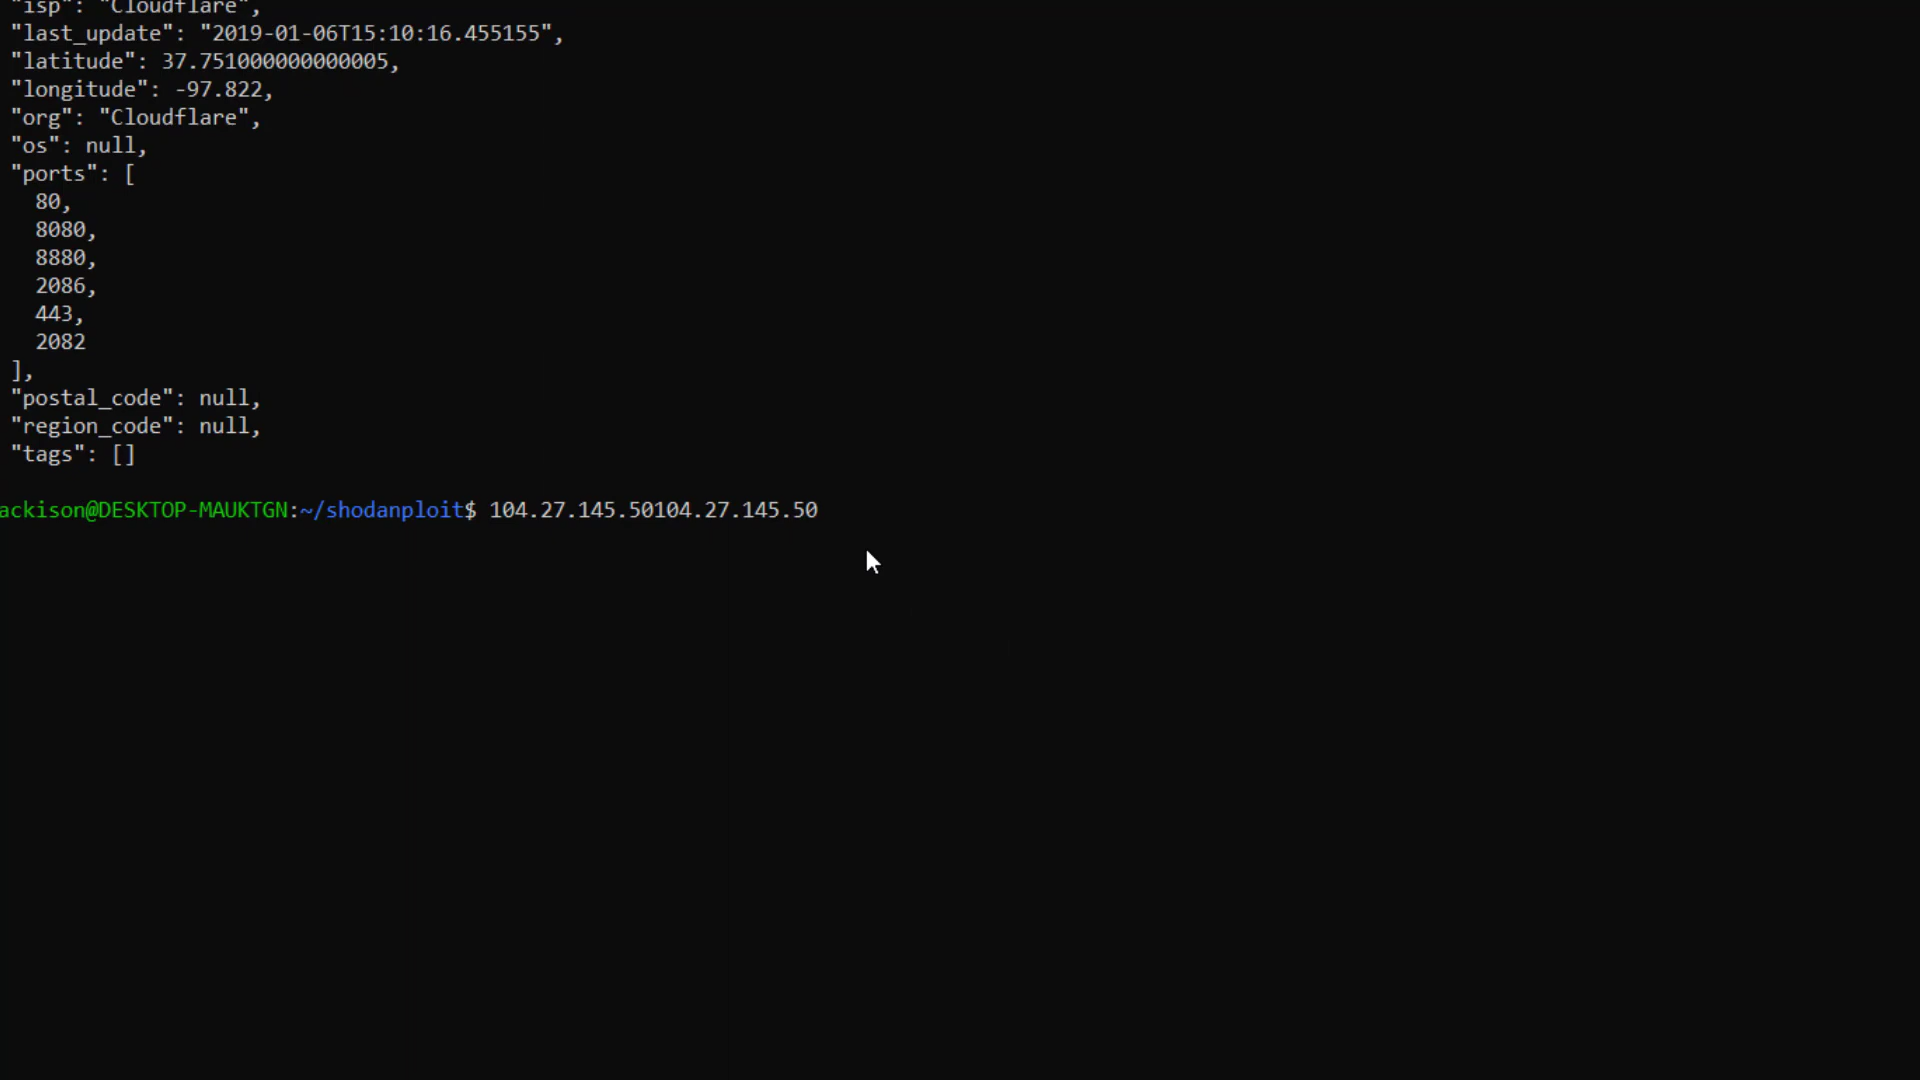 "isp": "Cloudflare",
"last_update": "2019-01-06T15:10:16.455155",
"latitude": 37.751000000000005,
"longitude": -97.822,
"org": "Cloudflare",
"os": null,
"ports": [
80,
8080,
8880,
2086,
443,
2082
],
"postal_code": null,
"region_code": null,
"tags": []
ackison@DESKTOP-MAUKTGN:~/shodanploit$ 104.27.145.50104.27.145.50